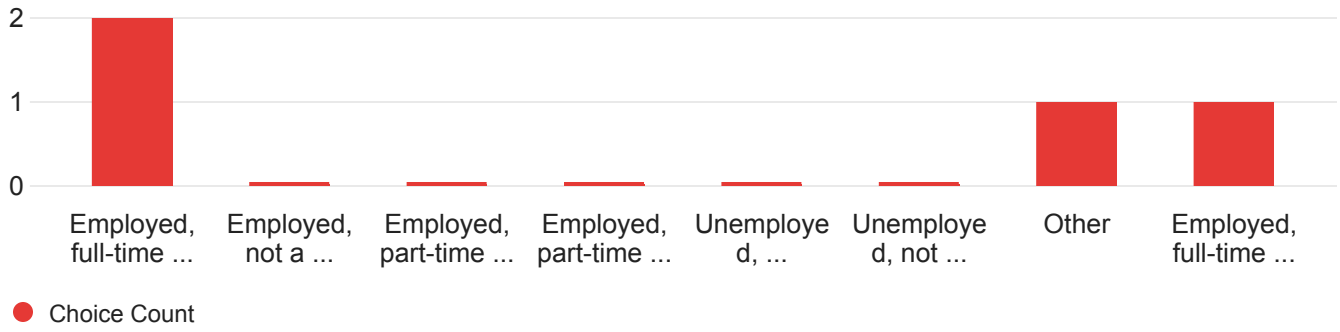 2
1
0
Employed, full-time ...
Employed, not a ...
Employed, part-time ...
Employed, part-time ...
Unemploye d, ...
Unemploye d, not ...
Other
Employed, full-time ...
Choice Count